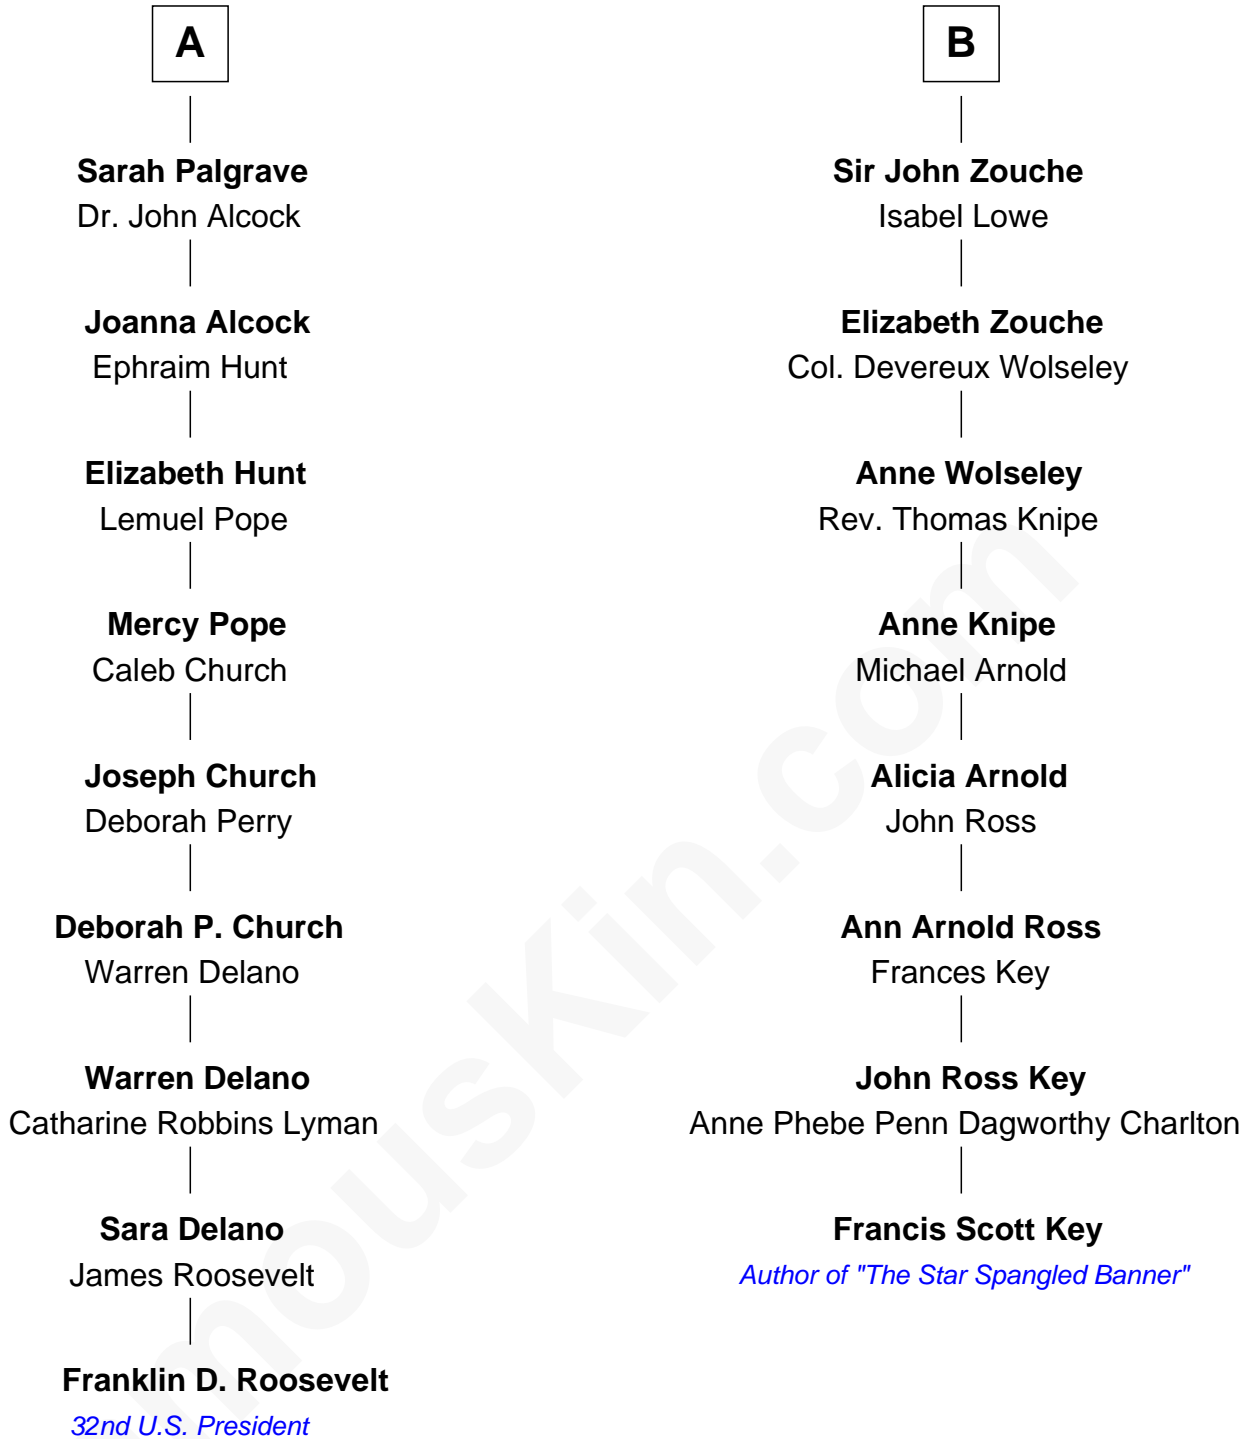 A
Sarah Palgrave
Dr. John Alcock
Joanna Alcock
Ephraim Hunt
Elizabeth Hunt
Lemuel Pope
Mercy Pope
Caleb Church
Joseph Church
Deborah Perry
Deborah P. Church
Warren Delano
Warren Delano
Catharine Robbins Lyman
Sara Delano
James Roosevelt
Franklin D. Roosevelt
32nd U.S. President
B
Sir John Zouche
Isabel Lowe
Elizabeth Zouche
Col. Devereux Wolseley
Anne Wolseley
Rev. Thomas Knipe
Anne Knipe
Michael Arnold
Alicia Arnold
John Ross
Ann Arnold Ross
Frances Key
John Ross Key
Anne Phebe Penn Dagworthy Charlton
Francis Scott Key
Author of "The Star Spangled Banner"
mouskin.com